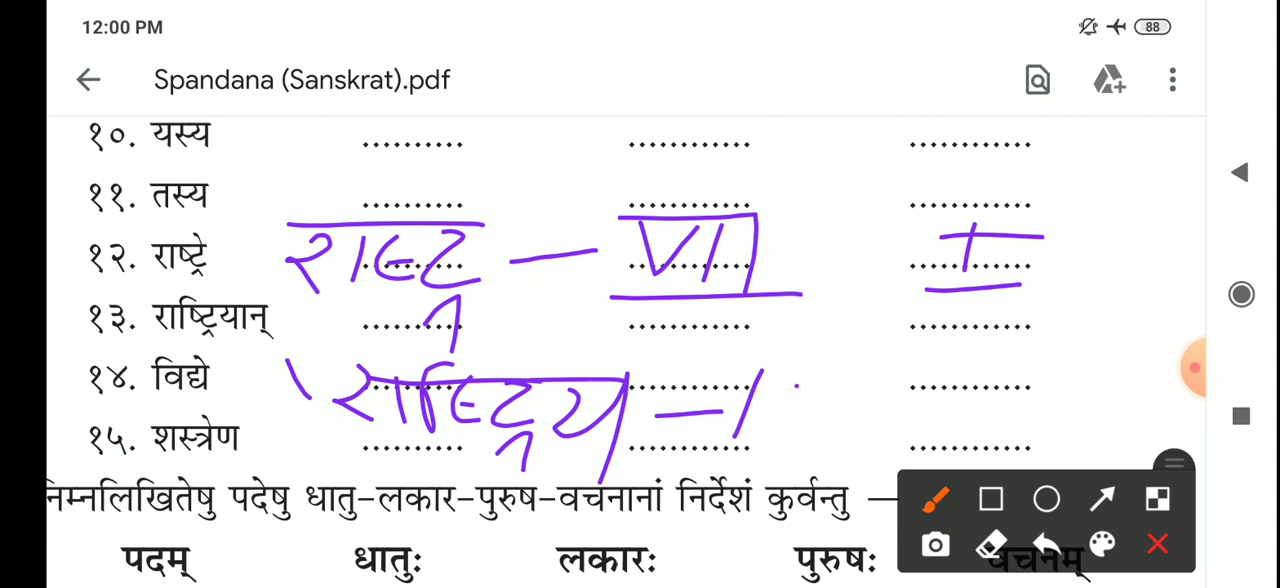 12:00 PM 88
Spandana (Sanskrat).pdf
१०. यस्य .......... ............ ............
११. तस्य .......... ............ ............
१२. राष्ट्रे राष्ट्र — VII I
१३. राष्ट्रियान् .......... ............ ............
१४. विद्ये राष्ट्रिय — ............
१५. शस्त्रेण .......... ............ ............
निम्नलिखितेषु पदेषु धातु-लकार-पुरुष-वचनानां निर्देशं कुर्वन्तु —
पदम् धातुः लकारः पुरुषः वचनम्